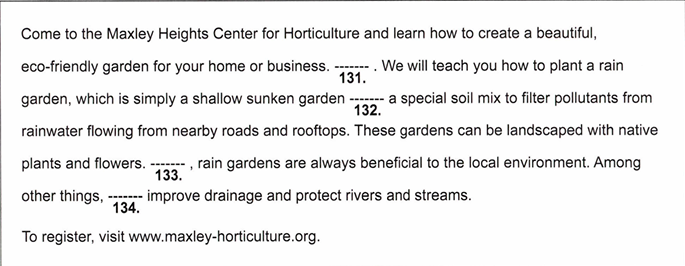 Come to the Maxley Heights Center for Horticulture and learn how to create a beautiful,
eco-friendly garden for your home or business. ------- . We will teach you how to plant a rain
131.
garden, which is simply a shallow sunken garden ------- a special soil mix to filter pollutants from
132.
rainwater flowing from nearby roads and rooftops. These gardens can be landscaped with native
plants and flowers. ------- , rain gardens are always beneficial to the local environment. Among
133.
other things, ------- improve drainage and protect rivers and streams.
134.
To register, visit www.maxley-horticulture.org.